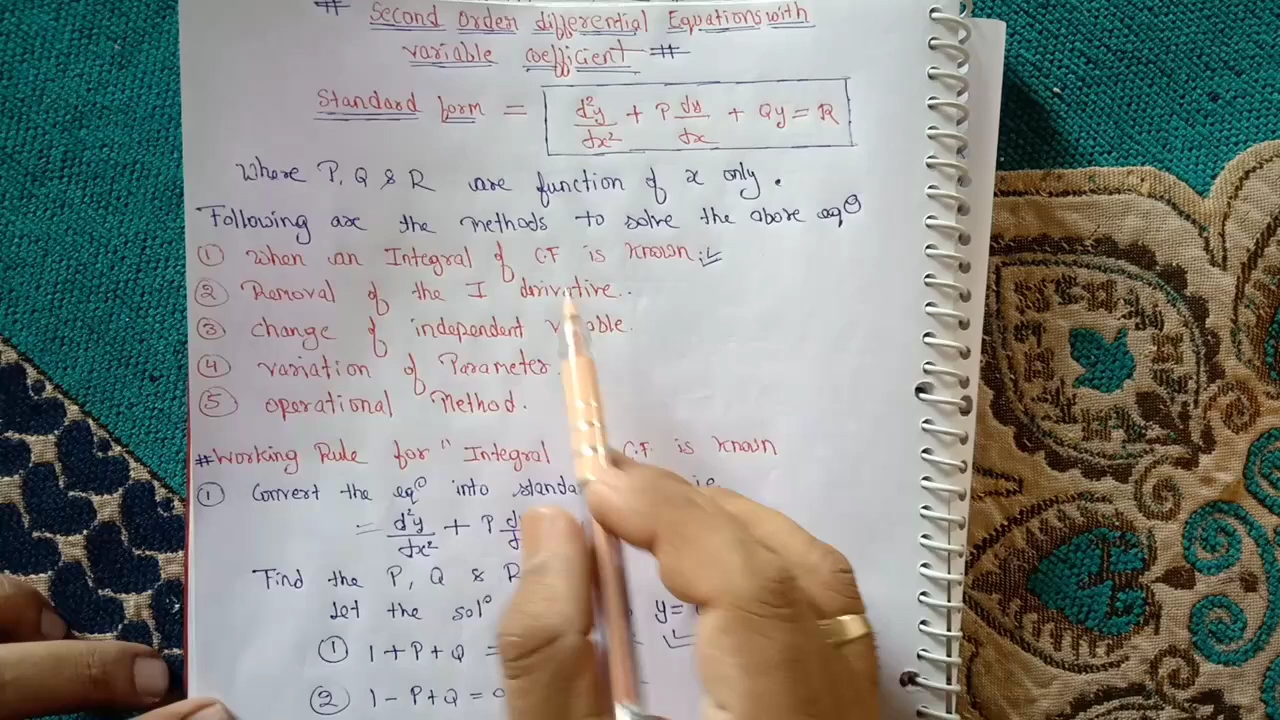 # Second Order differential Equations with
variable coefficient #
Standard form = d²y/dx² + P dy/dx + Qy = R
Where P, Q & R are function of x only.
Following are the methods to solve the above eqⁿ
① When an Integral of C.F is known:
② Removal of the I derivative.
③ change of independent variable.
④ variation of Parameter.
⑤ operational Method.
# Working Rule for " Integral C.F. is known
① Convert the eqⁿ into i.e.
= d²y/dx² + P
Find the P, Q & R
Let the solⁿ y=
① 1 + P + Q =
② 1 - P + Q = 0